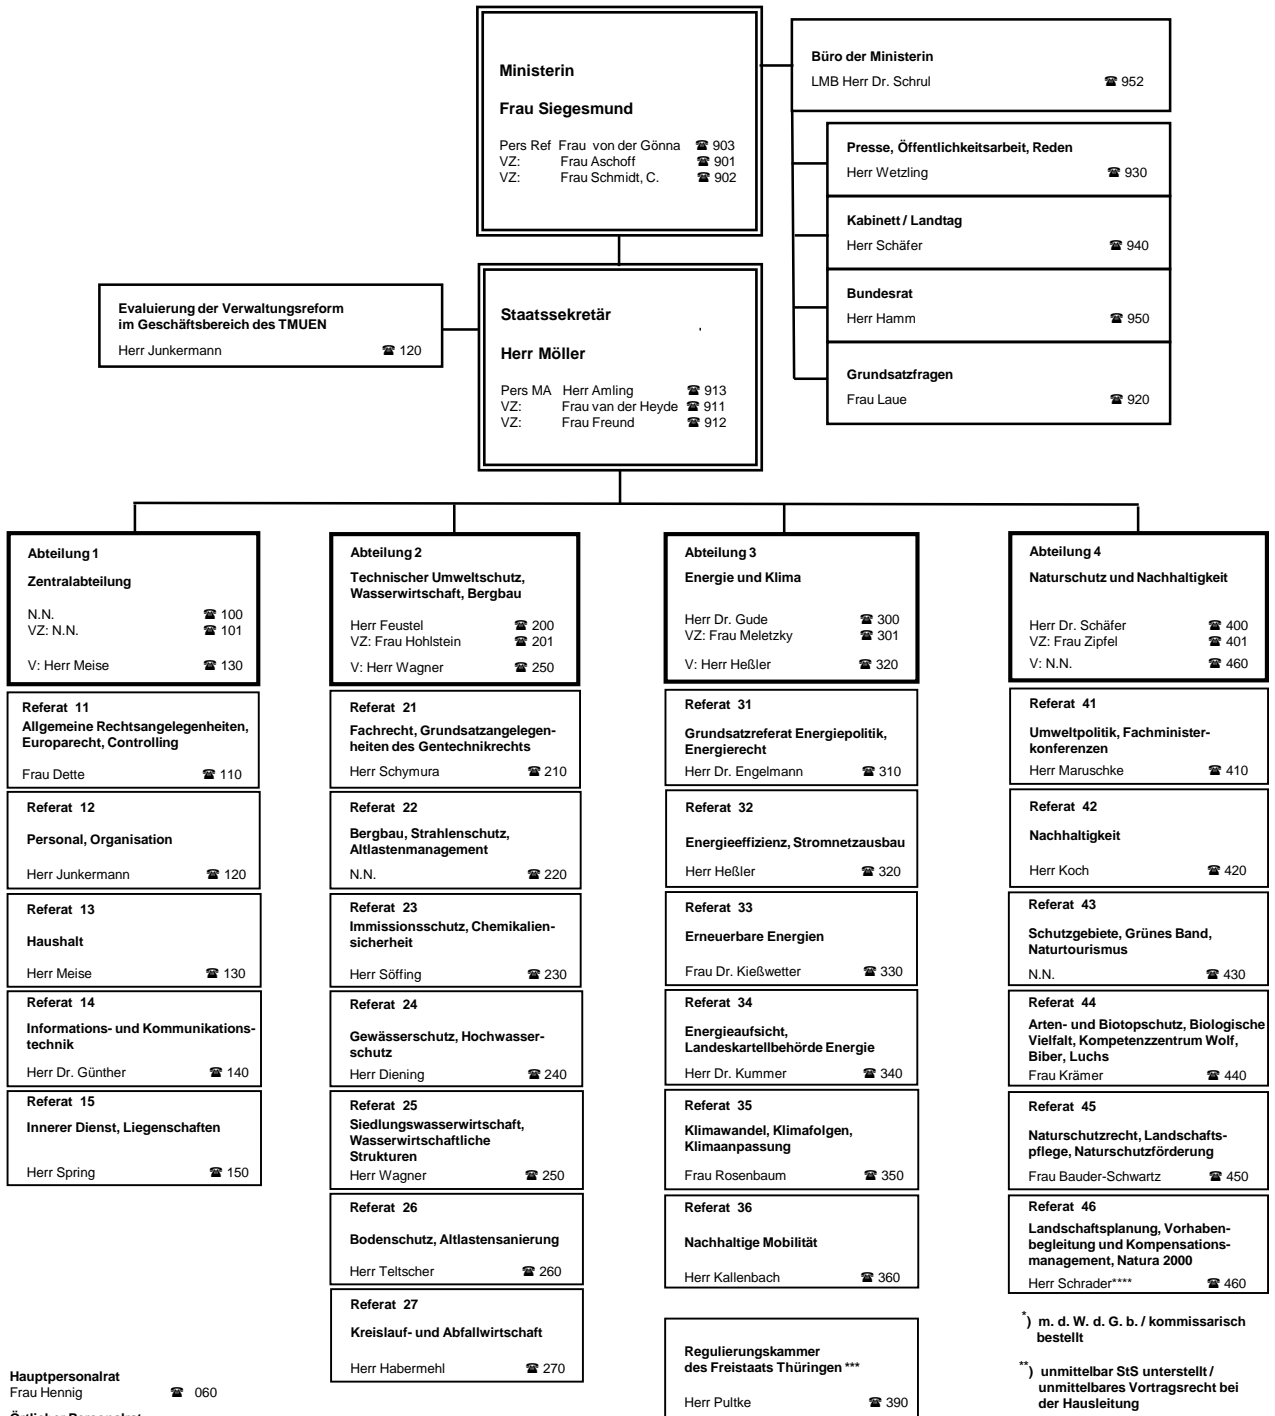 Ministerin
Frau Siegesmund
Pers Ref Frau von der Gönna ☎ 903
VZ: Frau Aschoff ☎ 901
VZ: Frau Schmidt, C. ☎ 902
Büro der Ministerin
LMB Herr Dr. Schrul ☎ 952
Presse, Öffentlichkeitsarbeit, Reden
Herr Wetzling ☎ 930
Kabinett / Landtag
Herr Schäfer ☎ 940
Bundesrat
Herr Hamm ☎ 950
Grundsatzfragen
Frau Laue ☎ 920
Evaluierung der Verwaltungsreform
im Geschäftsbereich des TMUEN
Herr Junkermann ☎ 120
Staatssekretär
Herr Möller
Pers MA Herr Amling ☎ 913
VZ: Frau van der Heyde ☎ 911
VZ: Frau Freund ☎ 912
Abteilung 1
Zentralabteilung
N.N. ☎ 100
VZ: N.N. ☎ 101
V: Herr Meise ☎ 130
Referat 11
Allgemeine Rechtsangelegenheiten,
Europarecht, Controlling
Frau Dette ☎ 110
Referat 12
Personal, Organisation
Herr Junkermann ☎ 120
Referat 13
Haushalt
Herr Meise ☎ 130
Referat 14
Informations- und Kommunikations-
technik
Herr Dr. Günther ☎ 140
Referat 15
Innerer Dienst, Liegenschaften
Herr Spring ☎ 150
Hauptpersonalrat
Frau Hennig ☎ 060
Abteilung 2
Technischer Umweltschutz,
Wasserwirtschaft, Bergbau
Herr Feustel ☎ 200
VZ: Frau Hohlstein ☎ 201
V: Herr Wagner ☎ 250
Referat 21
Fachrecht, Grundsatzangelegen-
heiten des Gentechnikrechts
Herr Schymura ☎ 210
Referat 22
Bergbau, Strahlenschutz,
Altlastenmanagement
N.N. ☎ 220
Referat 23
Immissionsschutz, Chemikalien-
sicherheit
Herr Söffing ☎ 230
Referat 24
Gewässerschutz, Hochwasser-
schutz
Herr Diening ☎ 240
Referat 25
Siedlungswasserwirtschaft,
Wasserwirtschaftliche
Strukturen
Herr Wagner ☎ 250
Referat 26
Bodenschutz, Altlastensanierung
Herr Teltscher ☎ 260
Referat 27
Kreislauf- und Abfallwirtschaft
Herr Habermehl ☎ 270
Abteilung 3
Energie und Klima
Herr Dr. Gude ☎ 300
VZ: Frau Meletzky ☎ 301
V: Herr Heßler ☎ 320
Referat 31
Grundsatzreferat Energiepolitik,
Energierecht
Herr Dr. Engelmann ☎ 310
Referat 32
Energieeffizienz, Stromnetzausbau
Herr Heßler ☎ 320
Referat 33
Erneuerbare Energien
Frau Dr. Kießwetter ☎ 330
Referat 34
Energieaufsicht,
Landeskartellbehörde Energie
Herr Dr. Kummer ☎ 340
Referat 35
Klimawandel, Klimafolgen,
Klimaanpassung
Frau Rosenbaum ☎ 350
Referat 36
Nachhaltige Mobilität
Herr Kallenbach ☎ 360
Regulierungskammer
des Freistaats Thüringen ***
Herr Pultke ☎ 390
Abteilung 4
Naturschutz und Nachhaltigkeit
Herr Dr. Schäfer ☎ 400
VZ: Frau Zipfel ☎ 401
V: N.N. ☎ 460
Referat 41
Umweltpolitik, Fachminister-
konferenzen
Herr Maruschke ☎ 410
Referat 42
Nachhaltigkeit
Herr Koch ☎ 420
Referat 43
Schutzgebiete, Grünes Band,
Naturtourismus
N.N. ☎ 430
Referat 44
Arten- und Biotopschutz, Biologische
Vielfalt, Kompetenzzentrum Wolf,
Biber, Luchs
Frau Krämer ☎ 440
Referat 45
Naturschutzrecht, Landschafts-
pflege, Naturschutzförderung
Frau Bauder-Schwartz ☎ 450
Referat 46
Landschaftsplanung, Vorhaben-
begleitung und Kompensations-
management, Natura 2000
Herr Schrader**** ☎ 460
*) m. d. W. d. G. b. / kommissarisch
bestellt
**) unmittelbar StS unterstellt /
unmittelbares Vortragsrecht bei
der Hausleitung